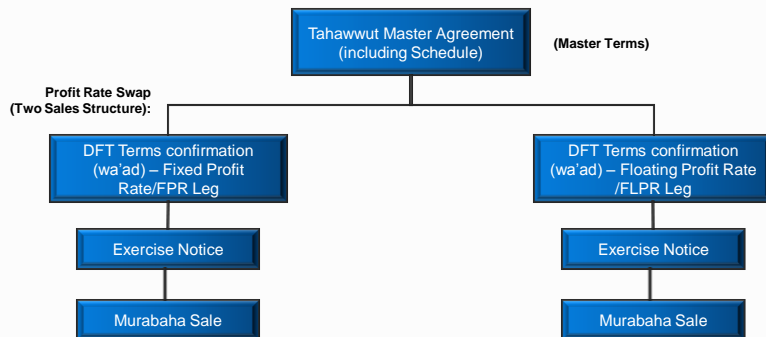 Tahawwut Master Agreement
(including Schedule)
(Master Terms)
Profit Rate Swap
(Two Sales Structure):
DFT Terms confirmation
(wa'ad) – Fixed Profit
Rate/FPR Leg
DFT Terms confirmation
(wa'ad) – Floating Profit Rate
/FLPR Leg
Exercise Notice
Exercise Notice
Murabaha Sale
Murabaha Sale